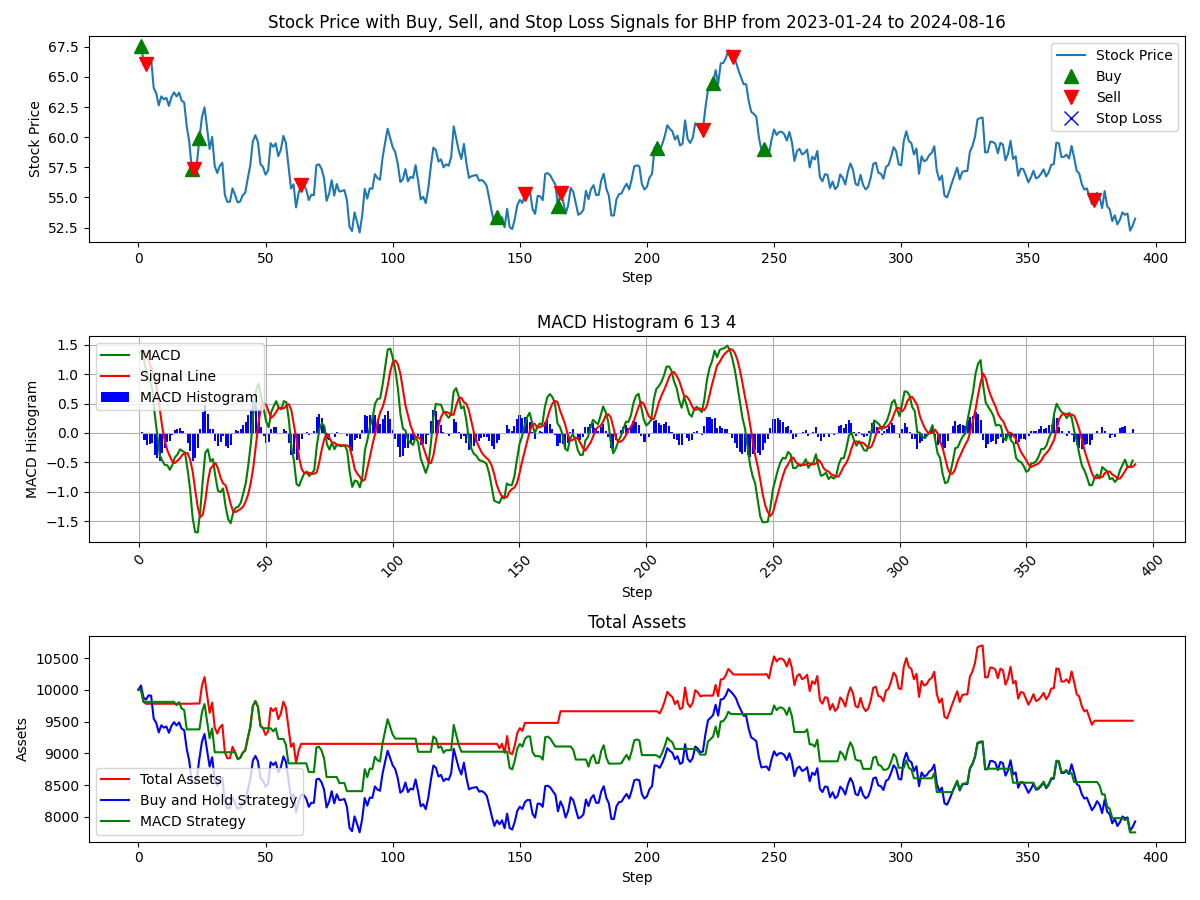 Stock Price with Buy, Sell, and Stop Loss Signals for BHP from 2023-01-24 to 2024-08-16
Stock Price
67.5
65.0
62.5
60.0
57.5
55.0
52.5
Stock Price
Buy
Sell
Stop Loss
0 50 100 150 200 250 300 350 400
Step
MACD Histogram 6 13 4
MACD Histogram
1.5
1.0
0.5
0.0
−0.5
−1.0
−1.5
MACD
Signal Line
MACD Histogram
0 50 100 150 200 250 300 350 400
Step
Total Assets
Assets
10500
10000
9500
9000
8500
8000
Total Assets
Buy and Hold Strategy
MACD Strategy
0 50 100 150 200 250 300 350 400
Step